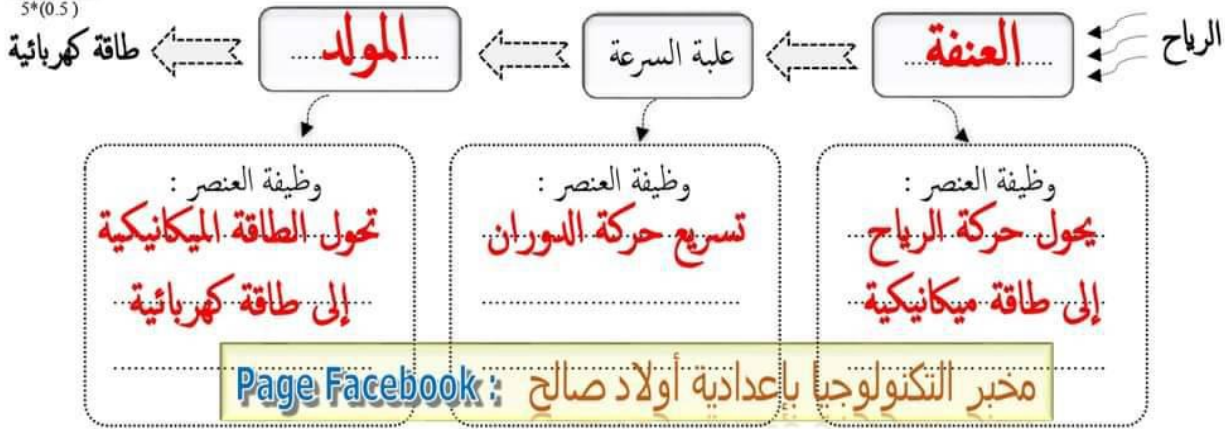 5*(0.5)
الرياح
العنفة
علبة السرعة
المولد
طاقة كهربائية
وظيفة العنصر :
يحول حركة الرياح
إلى طاقة ميكانيكية
وظيفة العنصر :
تسريع حركة الدوران
وظيفة العنصر :
تحول الطاقة الميكانيكية
إلى طاقة كهربائية
مخبر التكنولوجيا بإعدادية أولاد صالح Page Facebook :